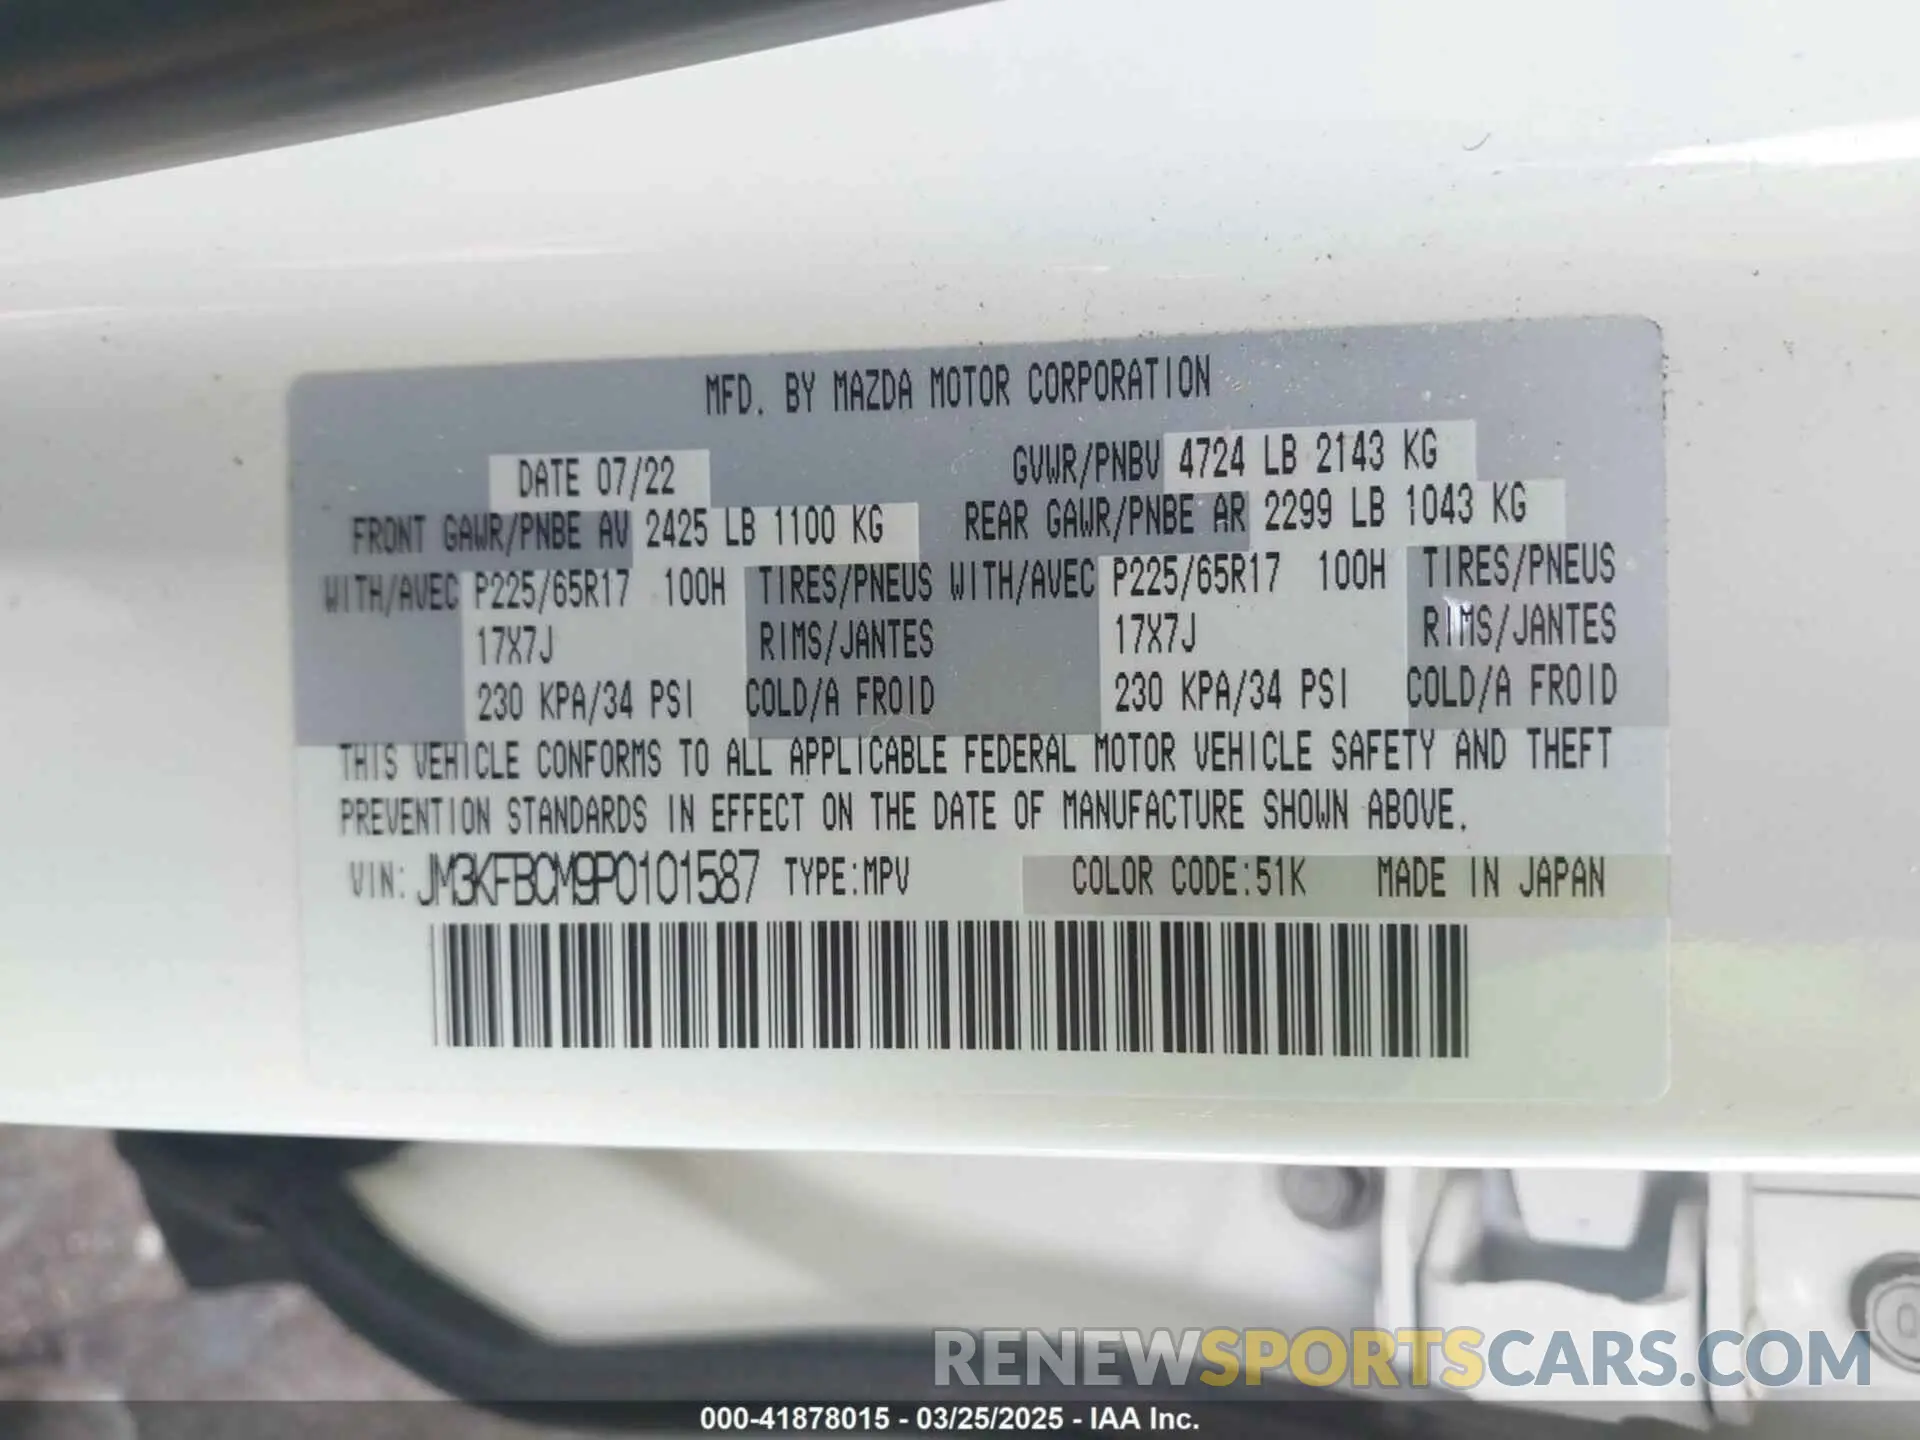 MFD. BY MAZDA MOTOR CORPORATION
DATE 07/22 GVWR/PNBV 4724 LB 2143 KG
FRONT GAWR/PNBE AV 2425 LB 1100 KG REAR GAWR/PNBE AR 2299 LB 1043 KG
WITH/AVEC P225/65R17 100H TIRES/PNEUS WITH/AVEC P225/65R17 100H TIRES/PNEUS
17X7J RIMS/JANTES 17X7J RIMS/JANTES
230 KPA/34 PSI COLD/A FROID 230 KPA/34 PSI COLD/A FROID
THIS VEHICLE CONFORMS TO ALL APPLICABLE FEDERAL MOTOR VEHICLE SAFETY AND THEFT
PREVENTION STANDARDS IN EFFECT ON THE DATE OF MANUFACTURE SHOWN ABOVE.
VIN: JM3KFBCM9P0101587 TYPE:MPV COLOR CODE:51K MADE IN JAPAN
RENEWSPORTSCARS.COM
000-41878015 - 03/25/2025 - IAA Inc.